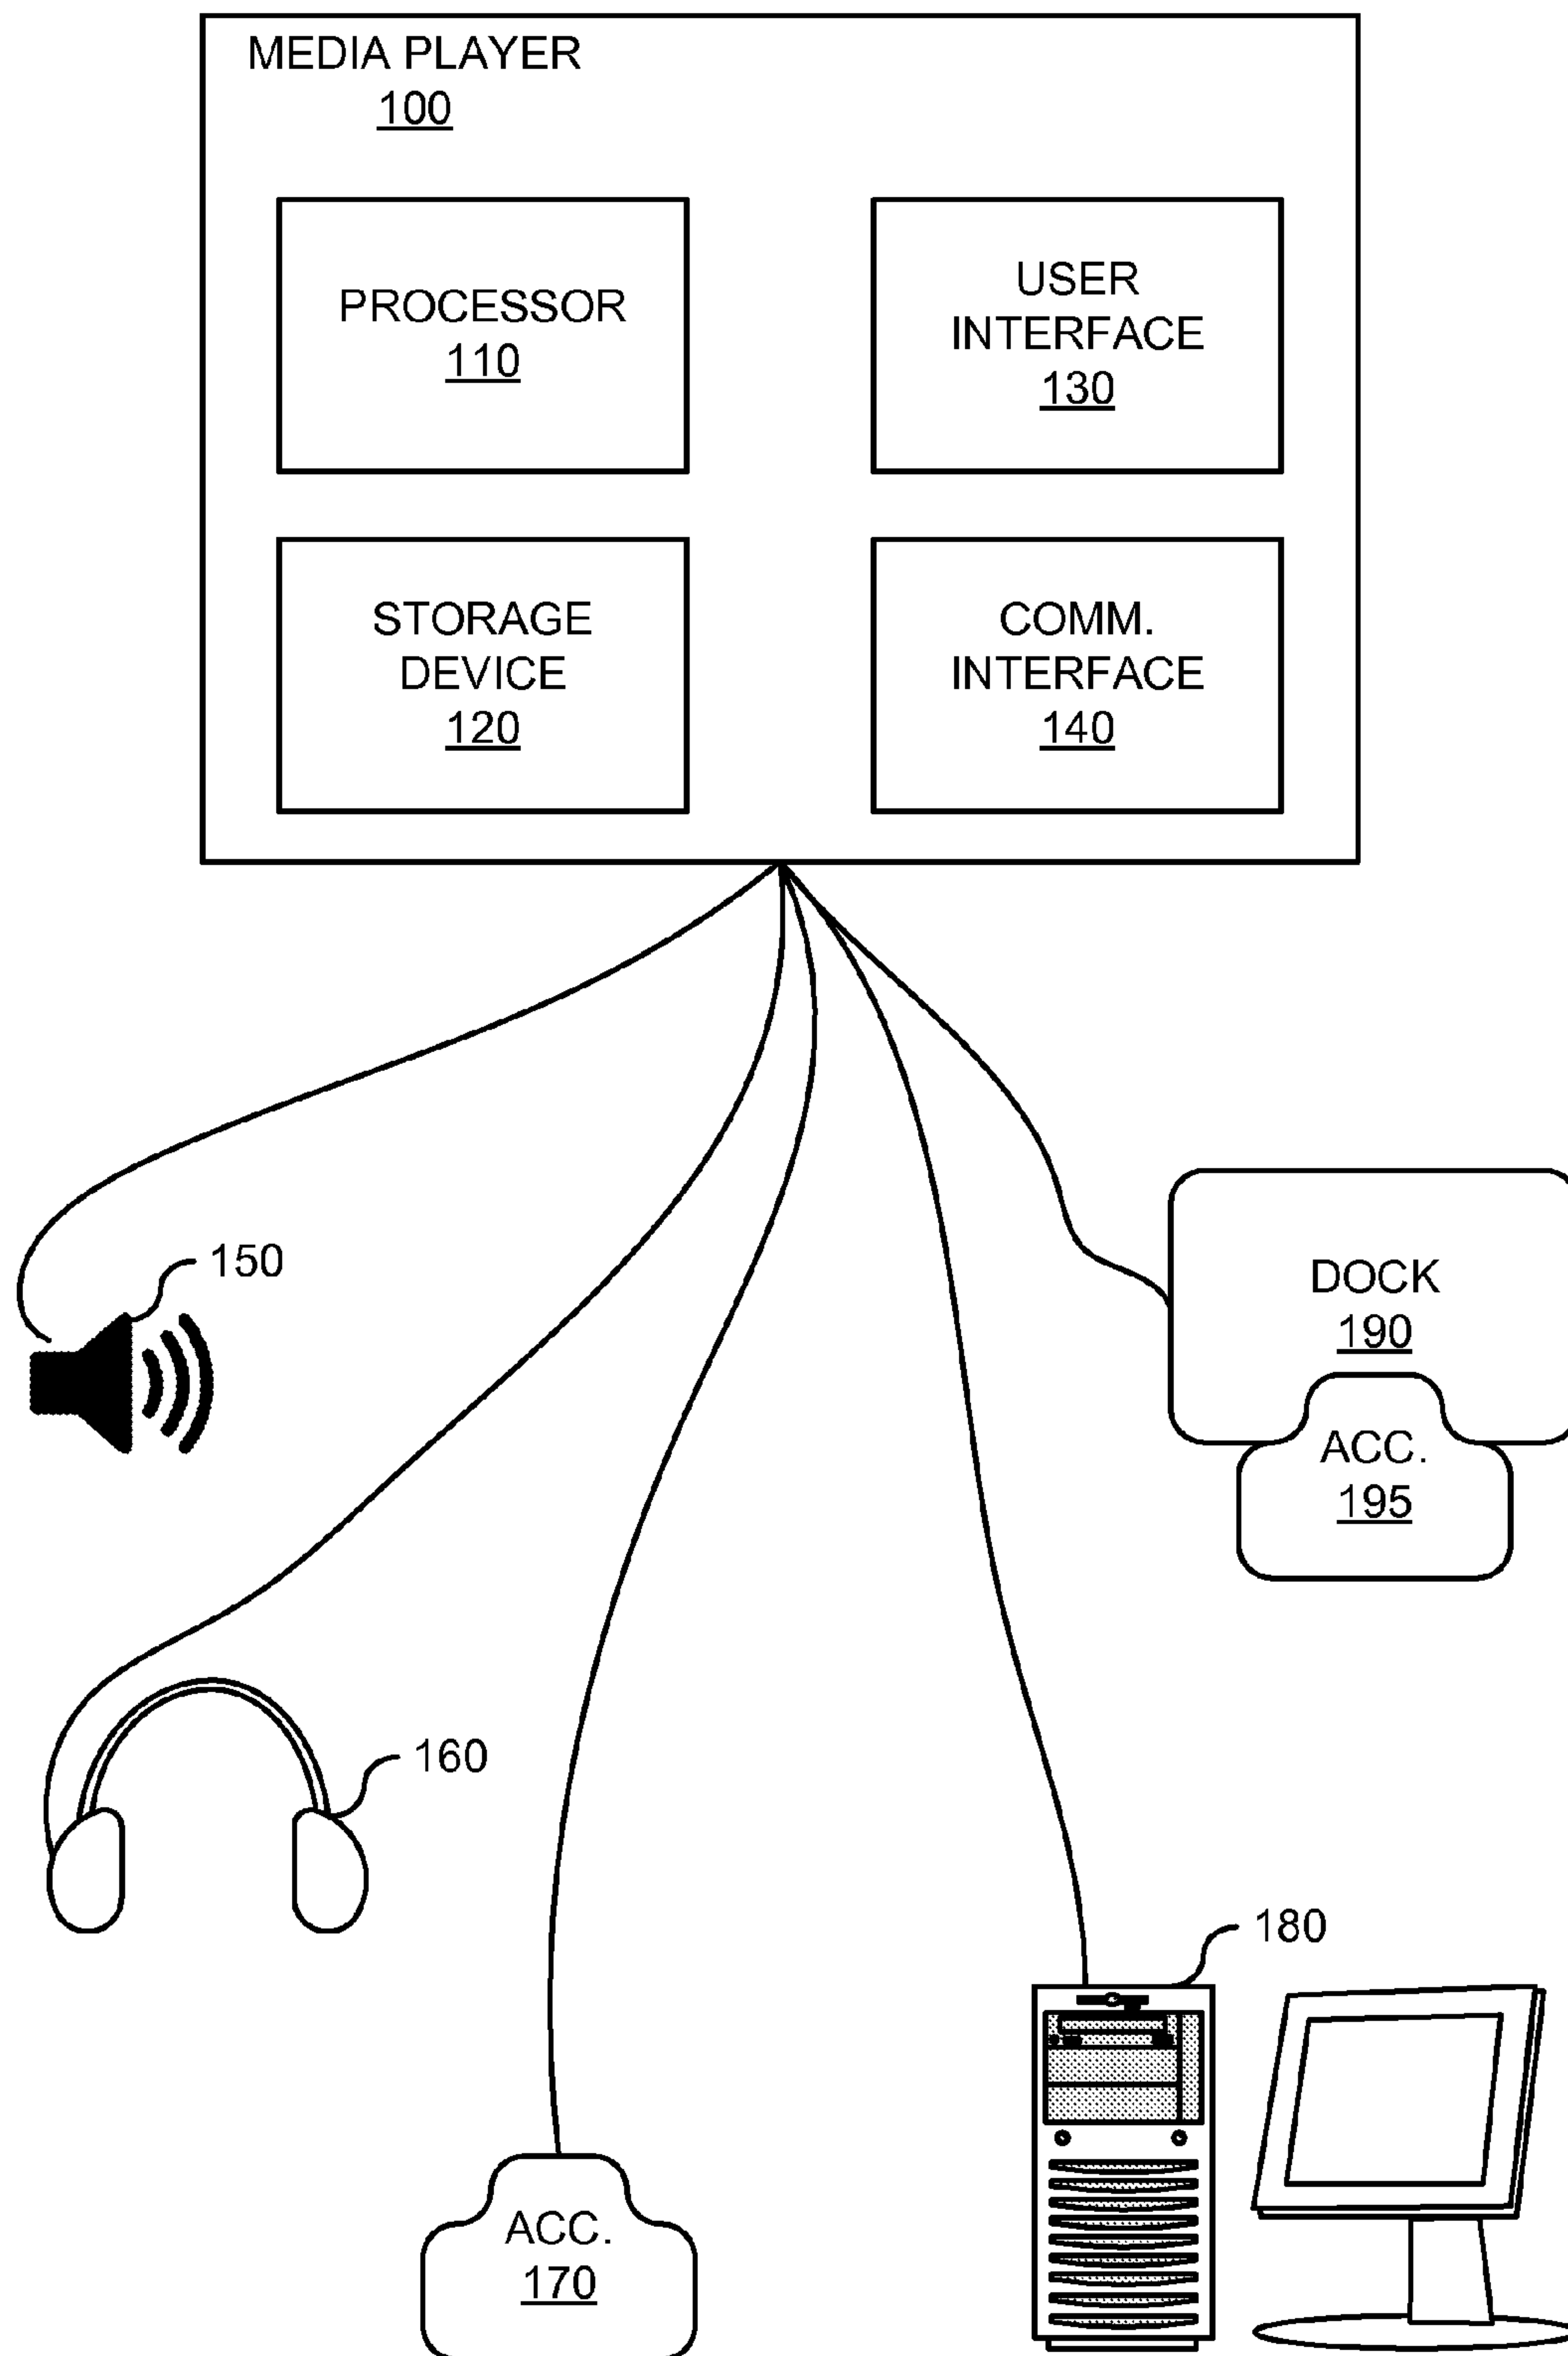 MEDIA PLAYER
100
PROCESSOR
110
USER
INTERFACE
130
STORAGE
DEVICE
120
COMM.
INTERFACE
140
150
DOCK
190
ACC.
195
160
180
ACC.
170